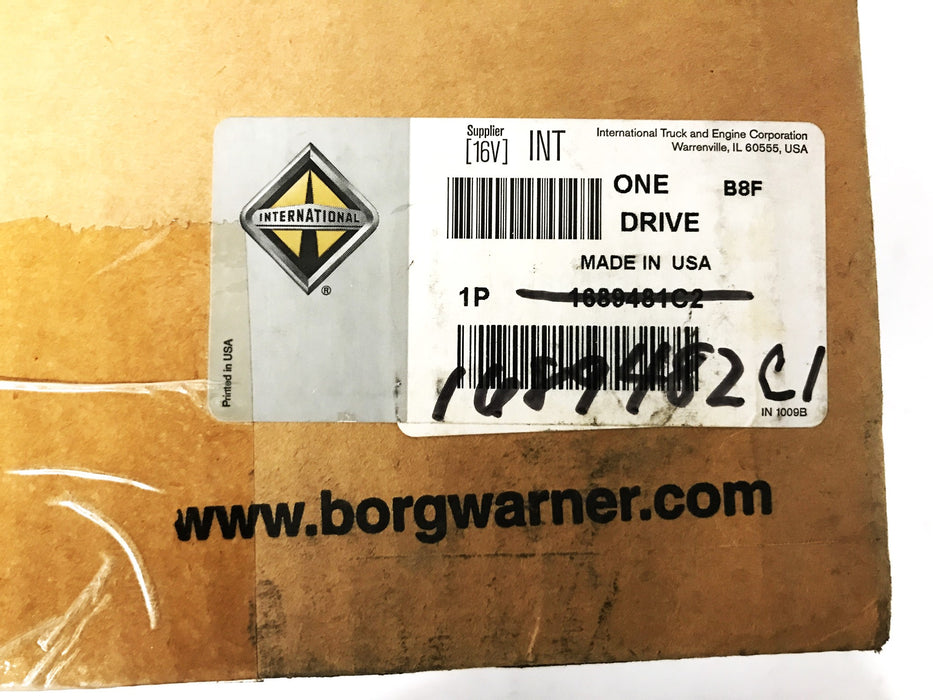 Supplier
[16V] INT
International Truck and Engine Corporation
Warrenville, IL 60555, USA
INTERNATIONAL
®
ONE B8F
DRIVE
MADE IN USA
1P 1689481C2
16894482C1
Printed in USA
IN 1009B
www.borgwarner.com